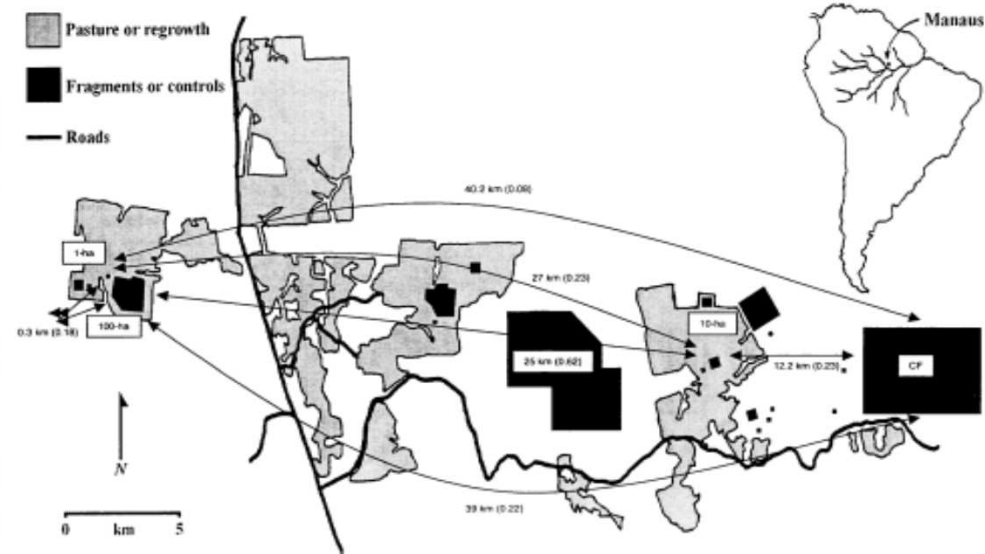 Pasture or regrowth
Manaus
Fragments or controls
Roads
40.2 km (0.08)
1-ha
27 km (0.23)
10-ha
0.3 km (0.18)
100-ha
25 km (0.62)
12.2 km (0.23)
CF
N
39 km (0.22)
0 km 5